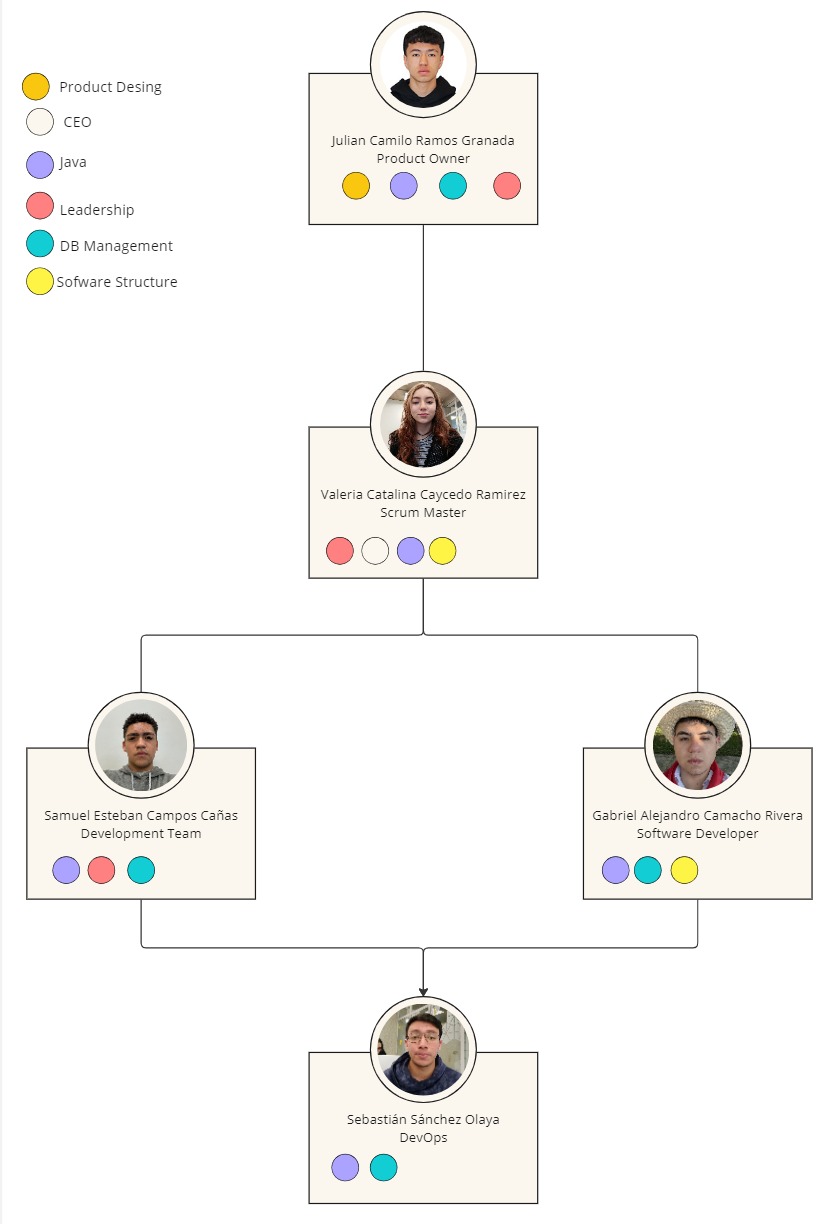 Product Desing
CEO
Java
Leadership
DB Management
Sofware Structure
Julian Camilo Ramos Granada
Product Owner
Valeria Catalina Caycedo Ramirez
Scrum Master
Samuel Esteban Campos Cañas
Development Team
Gabriel Alejandro Camacho Rivera
Software Developer
Sebastián Sánchez Olaya
DevOps